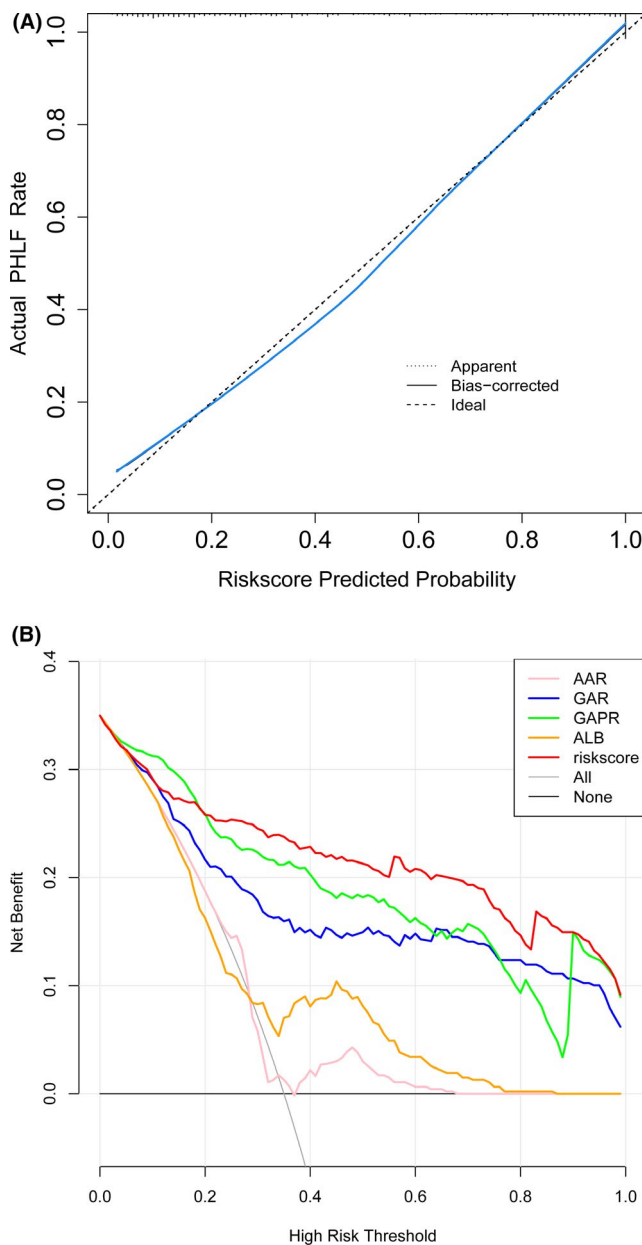 (A)
1.0
0.8
0.6
0.4
0.2
0.0
Actual PHLF Rate
Apparent
Bias-corrected
Ideal
0.0 0.2 0.4 0.6 0.8 1.0
Riskscore Predicted Probability
(B)
0.4
0.3
0.2
0.1
0.0
Net Benefit
AAR
GAR
GAPR
ALB
riskscore
All
None
0.0 0.2 0.4 0.6 0.8 1.0
High Risk Threshold